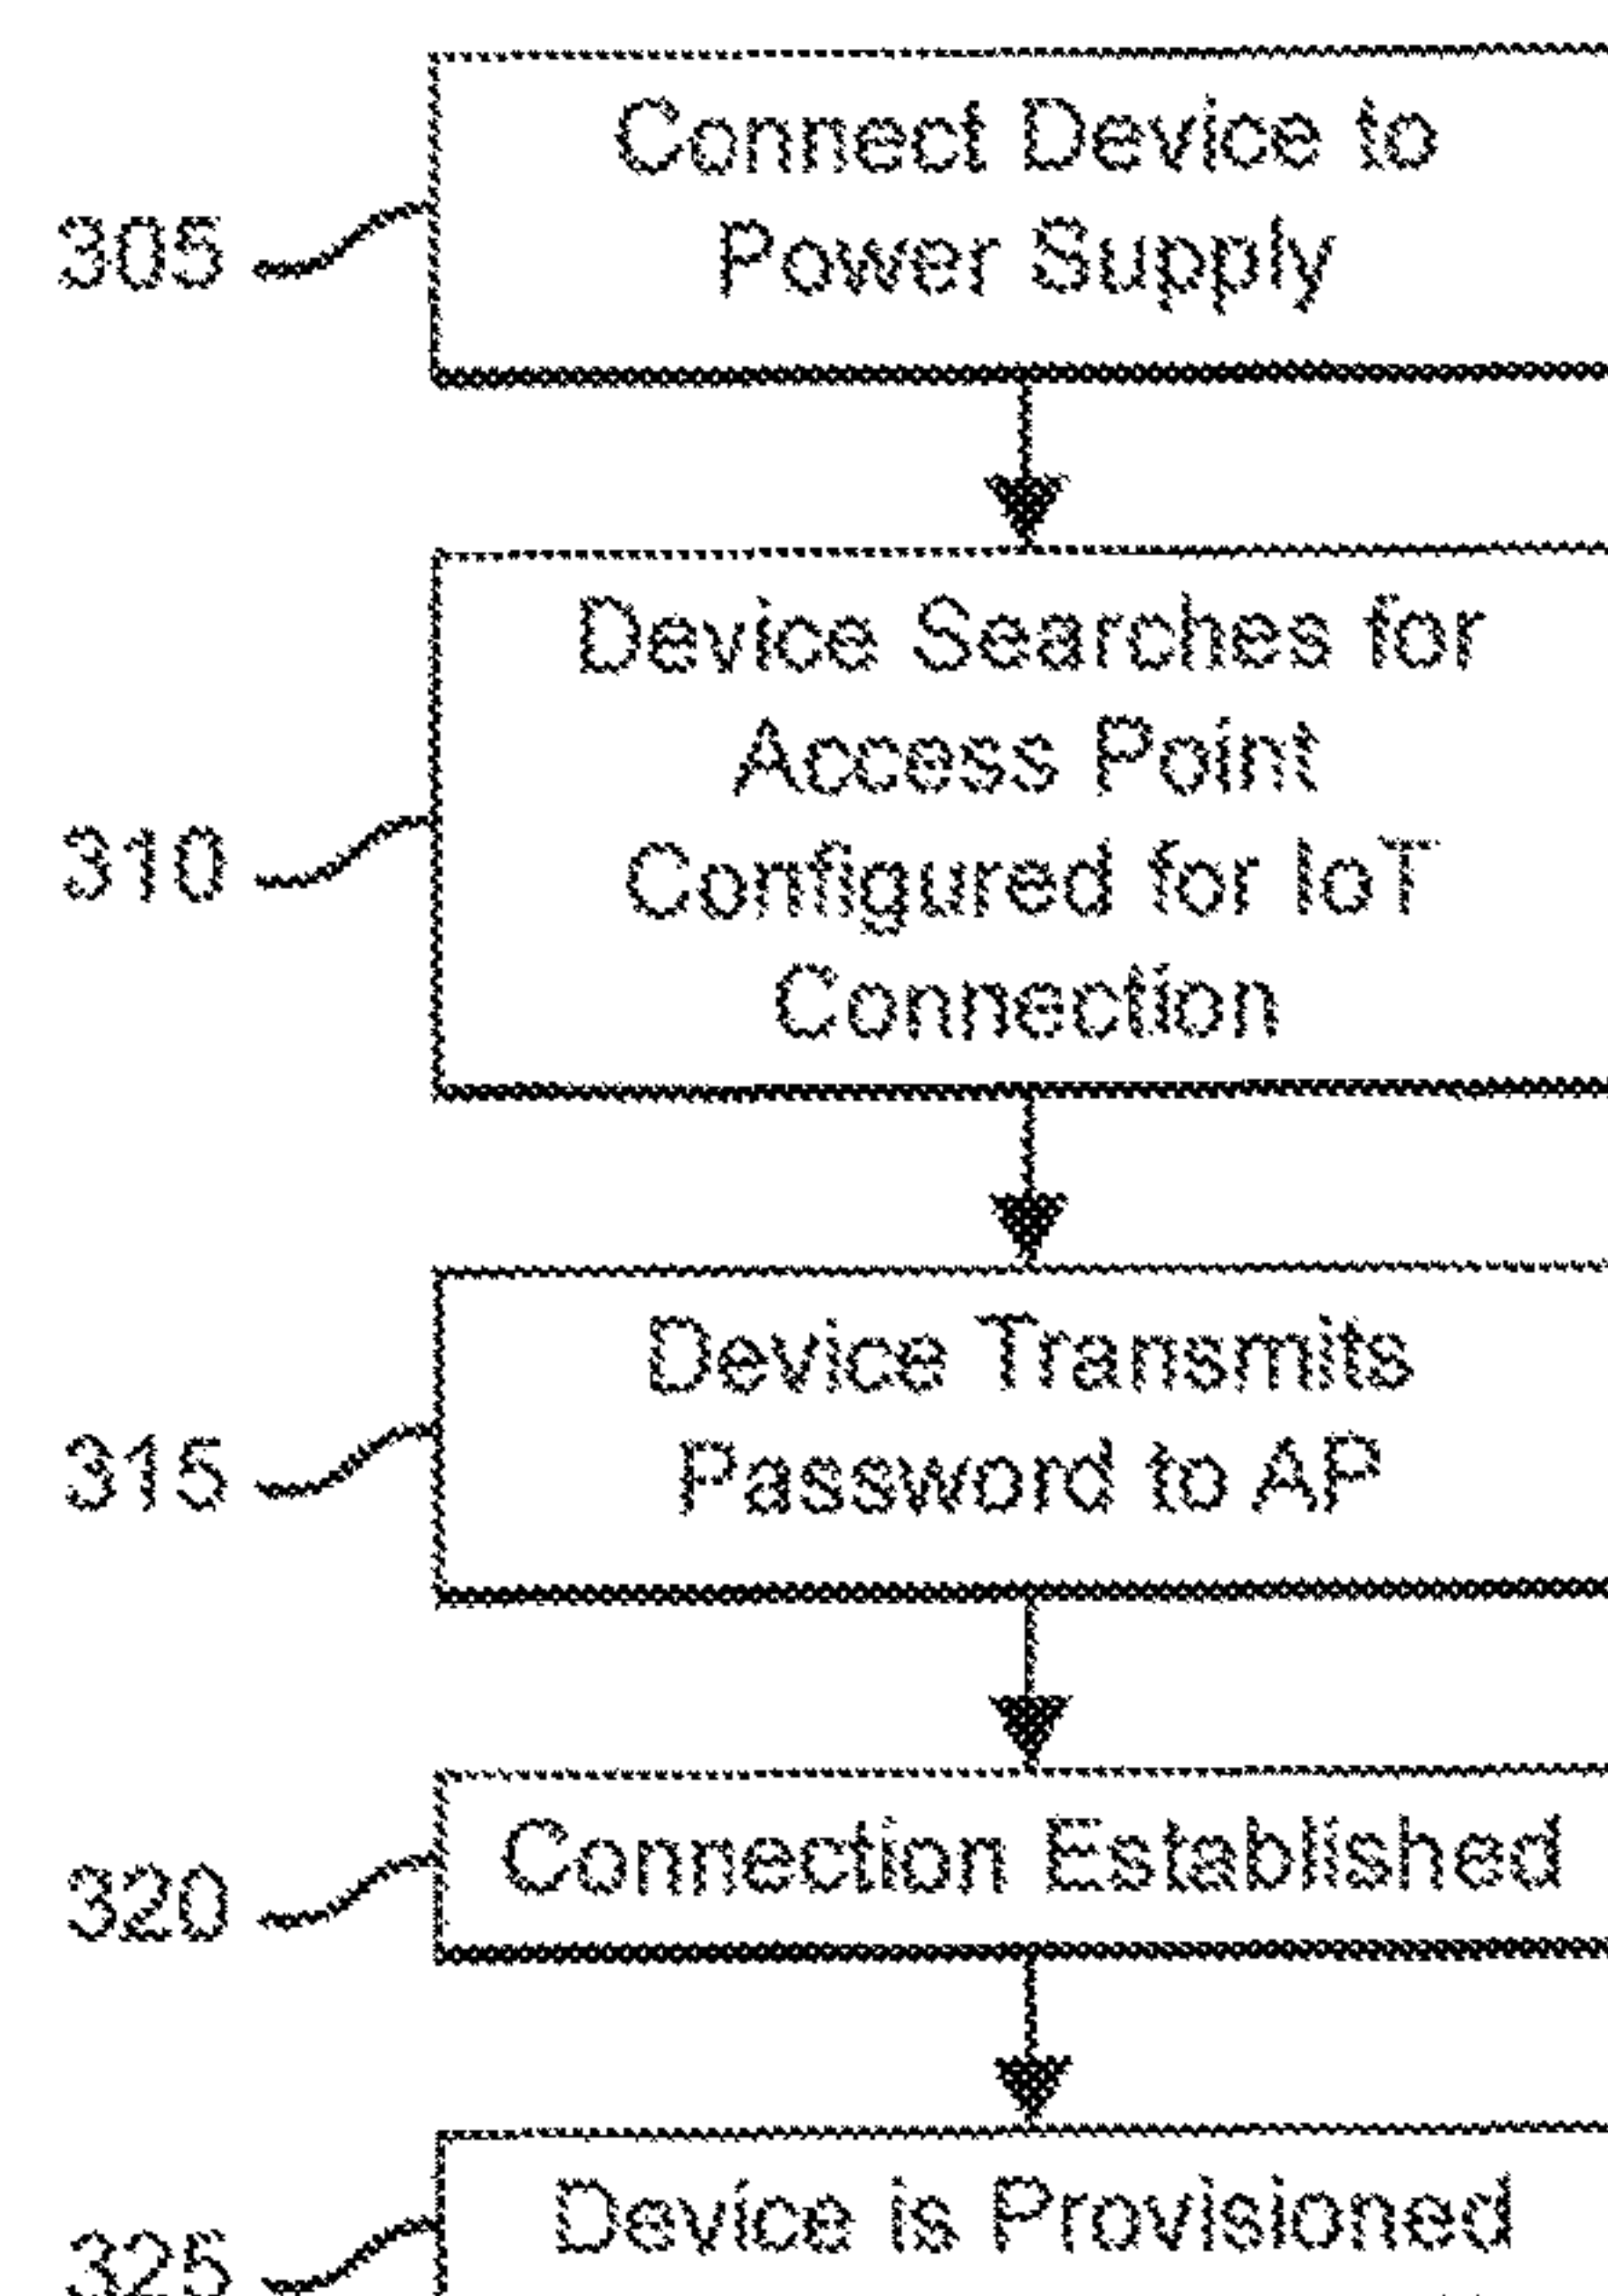 Connect Device to
Power Supply
305
Device Searches for
Access Point
Configured for IoT
Connection
310
Device Transmits
Password to AP
315
Connection Established
320
Device is Provisioned
325